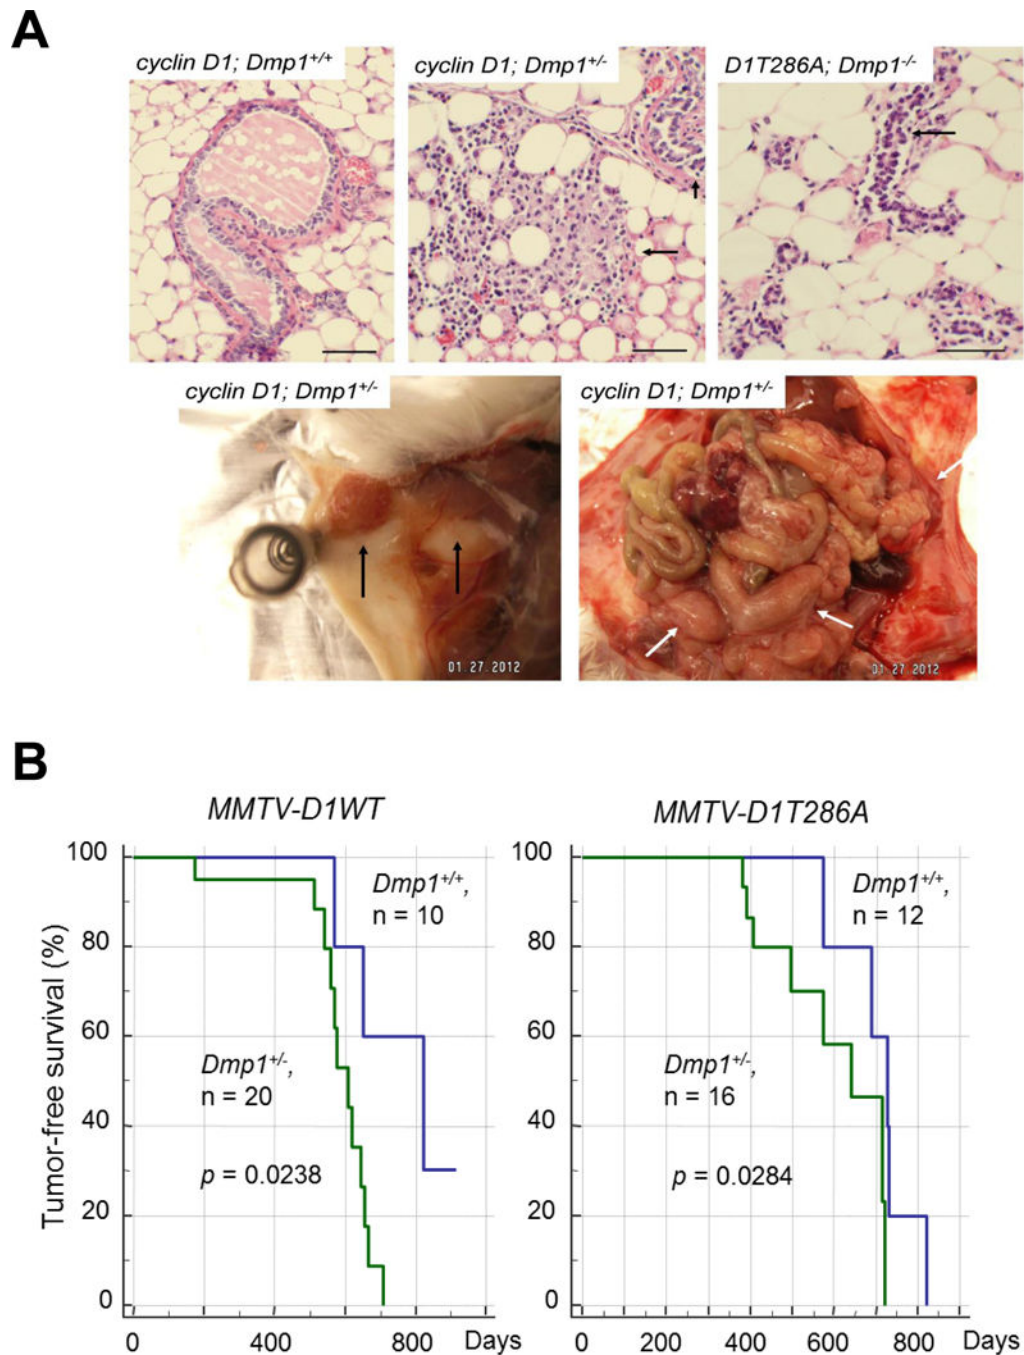 A
cyclin D1; Dmp1+/+
cyclin D1; Dmp1+/-
D1T286A; Dmp1-/-
cyclin D1; Dmp1+/-
cyclin D1; Dmp1+/-
01.27.2012
01.27.2012
B
MMTV-D1WT
MMTV-D1T286A
Tumor-free survival (%)
100
80
60
40
20
0
Dmp1+/+,
n = 10
Dmp1+/-,
n = 20
p = 0.0238
0
400
800
Days
100
80
60
40
20
0
Dmp1+/+,
n = 12
Dmp1+/-,
n = 16
p = 0.0284
0
200
400
600
800
Days